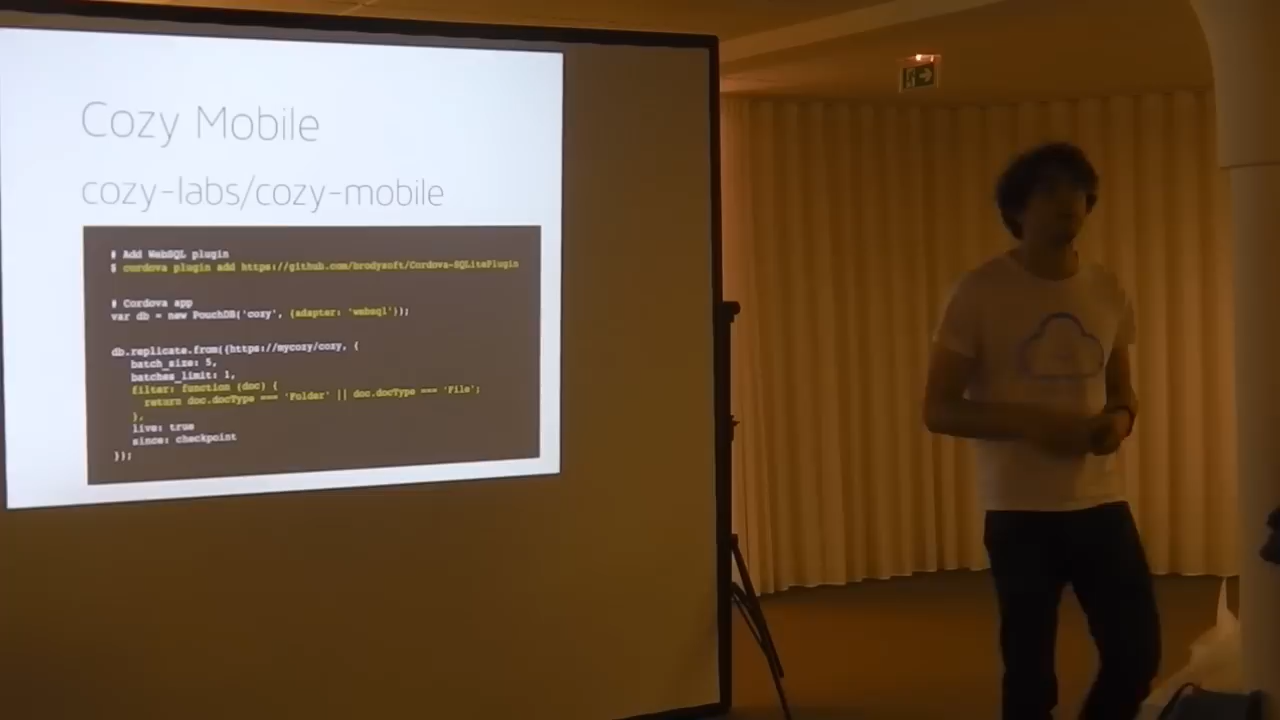 Cozy Mobile
cozy-labs/cozy-mobile
# Add WebSQL plugin
$ cordova plugin add https://github.com/brodysoft/Cordova-SQLitePlugin
# Cordova app
var db = new PouchDB('cozy', {adapter: 'websql'});
db.replicate.from({https://mycozy/cozy, {
batch_size: 5,
batches_limit: 1,
filter: function (doc) {
return doc.docType === 'Folder' || doc.docType === 'File';
},
live: true
since: checkpoint
});